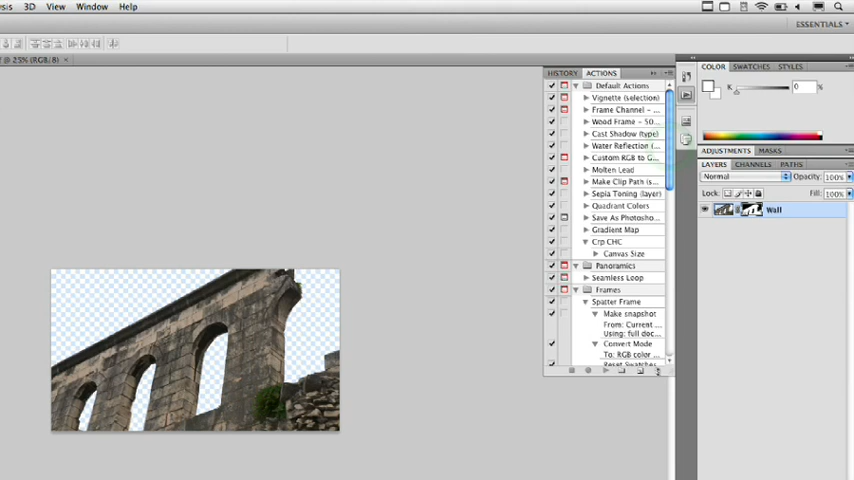 3D Window Help
ESSENTIALS
@ 25% (RGB/8) ×
HISTORY ACTIONS
Default Actions
Vignette (selection)
Frame Channel - ...
Wood Frame - 50...
Cast Shadow (type)
Water Reflection (...
Custom RGB to G...
Molten Lead
Make Clip Path is...
Sepia Toning (layer)
Quadrant Colors
Save As Photosho...
Gradient Map
Crp CHC
Canvas Size
Panoramics
Seamless Loop
Frames
Spatter Frame
Make snapshot
From: Current ...
Using: full doc...
Convert Mode
To: RGB color ...
Reset Swatches
COLOR SWATCHES STYLES
K 0 %
ADJUSTMENTS MASKS
LAYERS CHANNELS PATHS
Normal Opacity: 100%
Lock: Fill: 100%
Wall